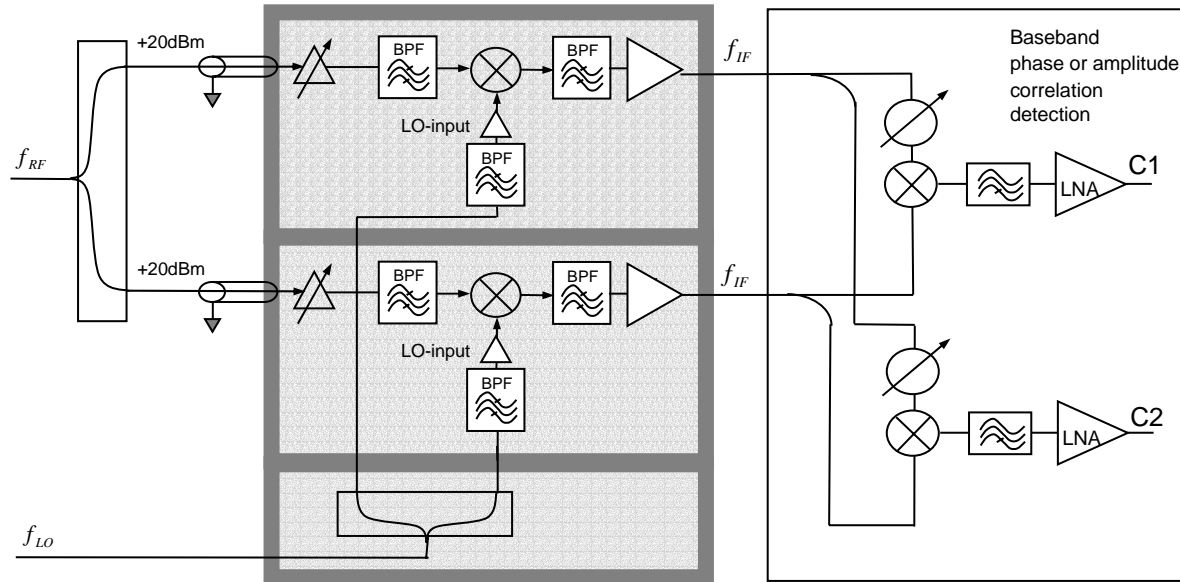 +20dBm
BPF
BPF
f_IF
Baseband
phase or amplitude
correlation
detection
LO-input
BPF
f_RF
LNA
C1
+20dBm
BPF
BPF
f_IF
LO-input
BPF
LNA
C2
f_LO